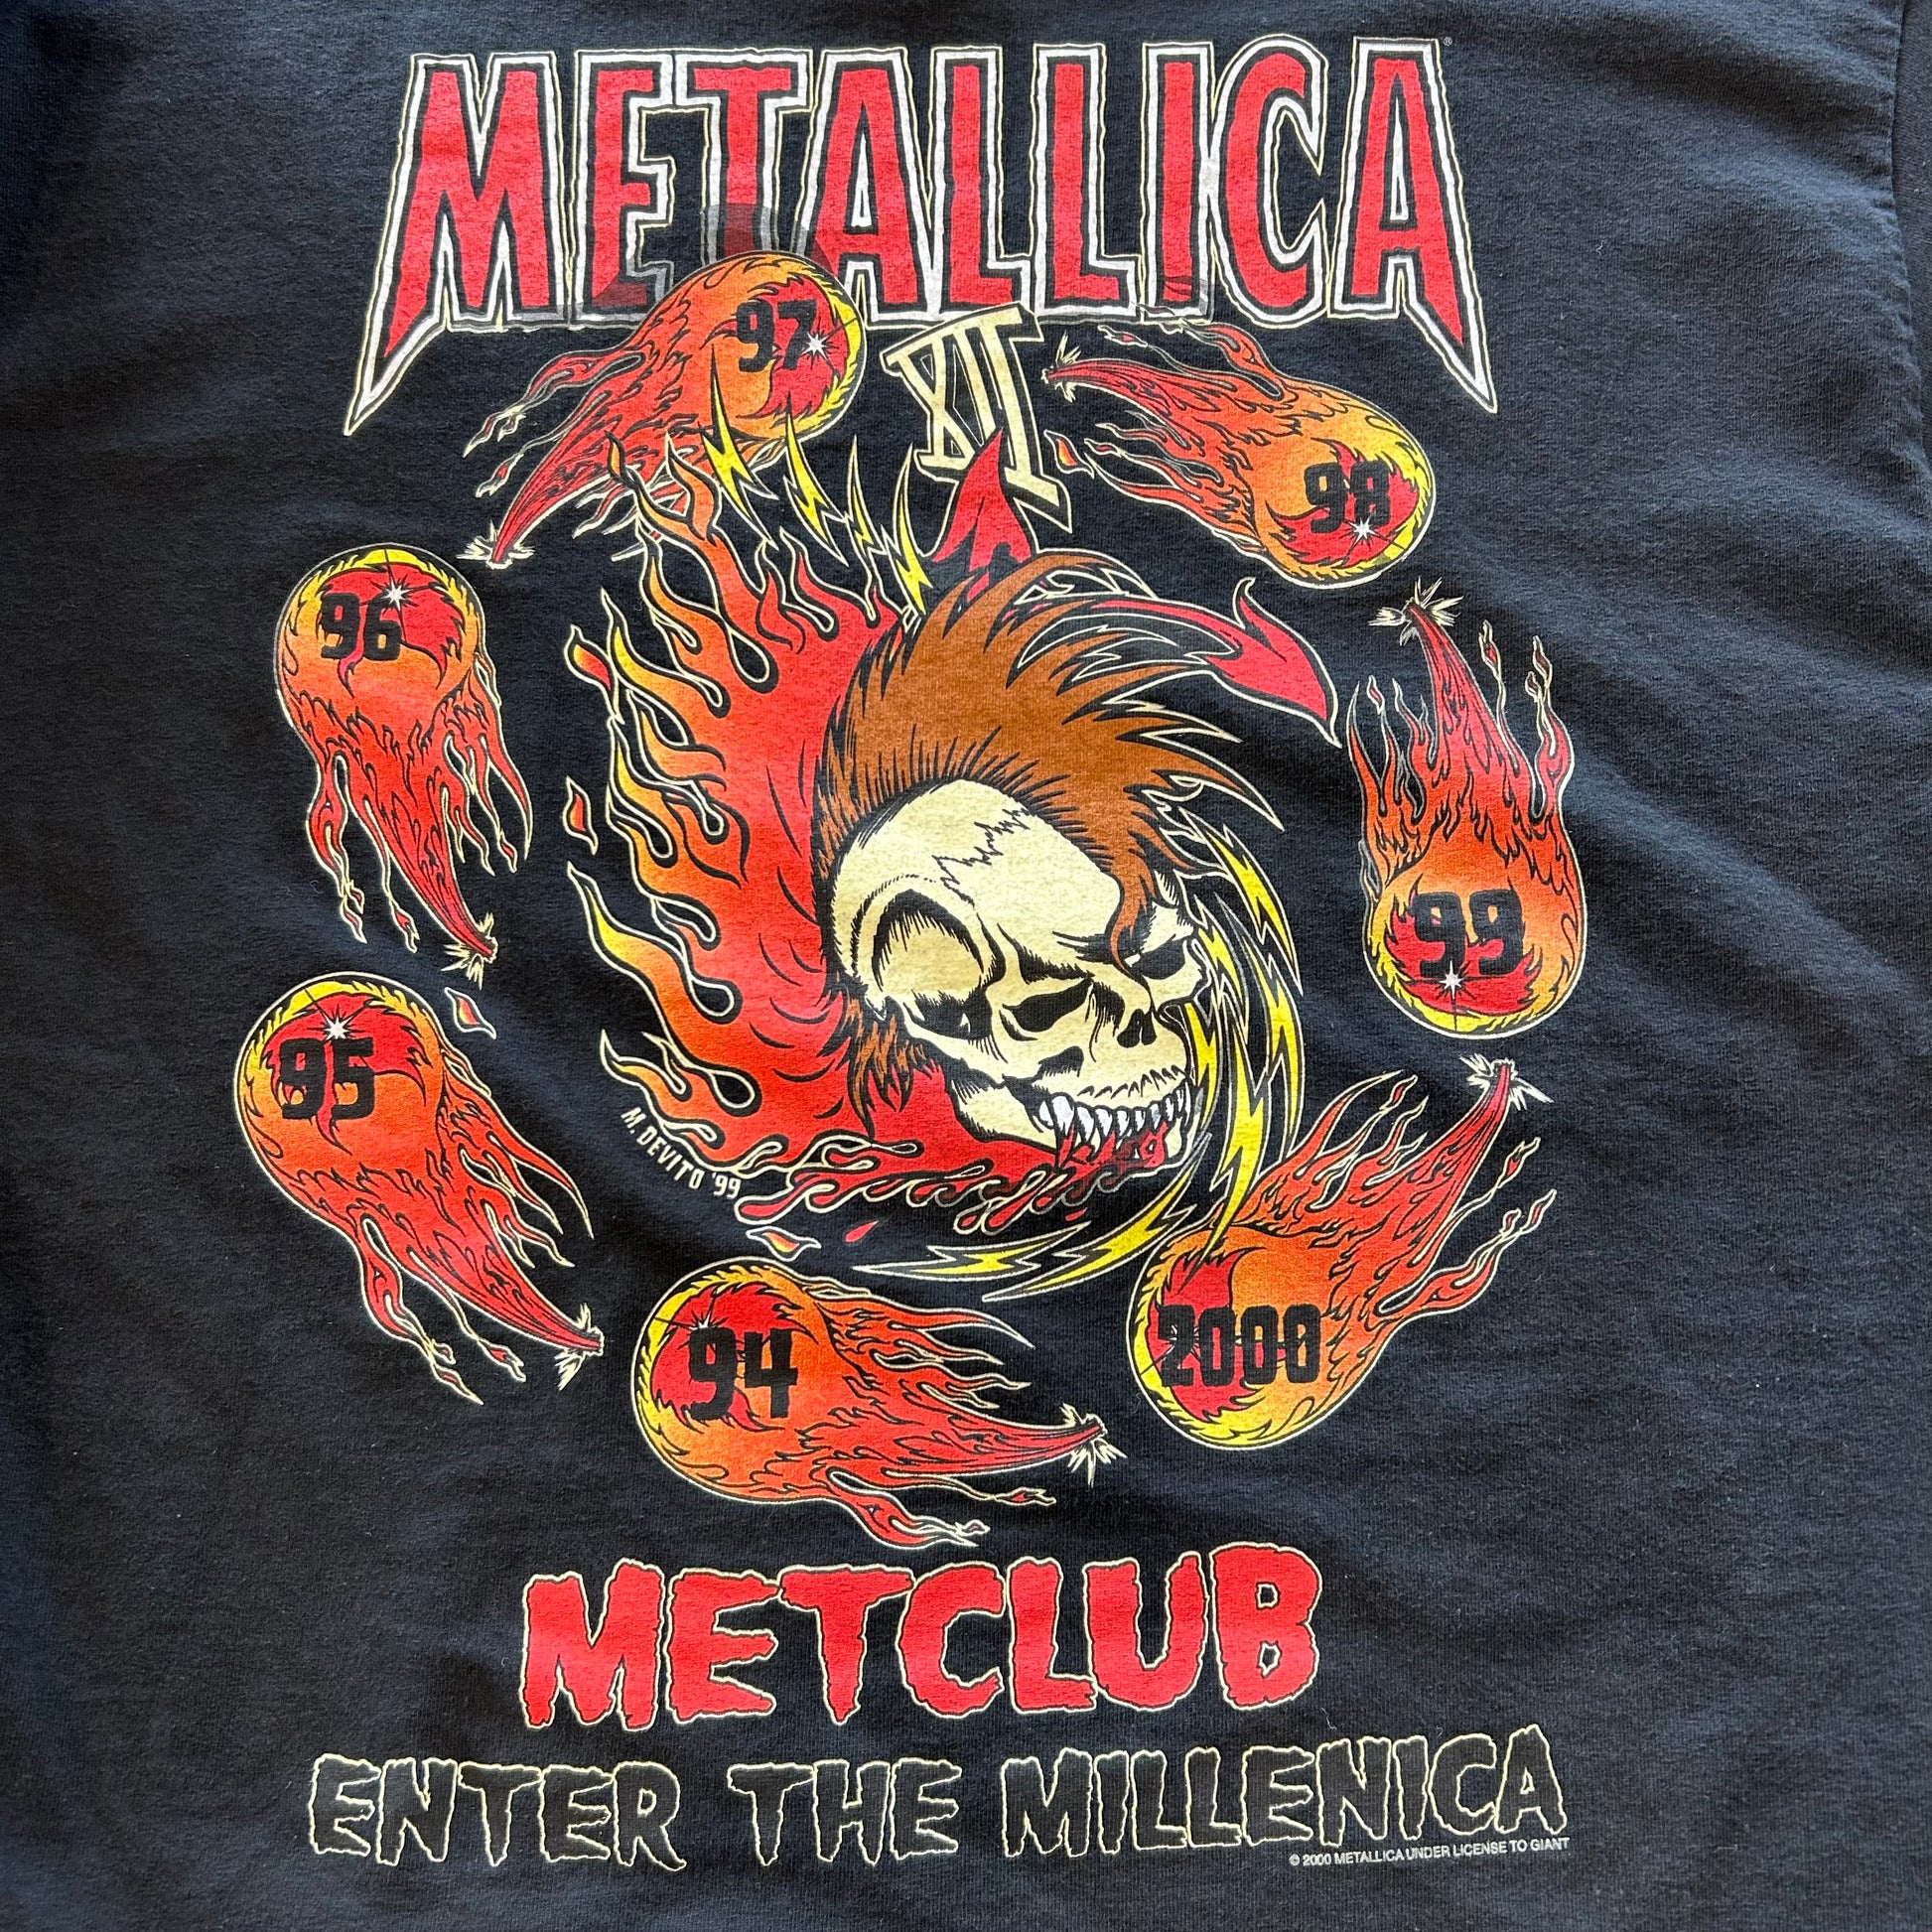 METALLICA ®
XII
97
98
96
99
95
M. DEVITO '99
94
2000
METCLUB
ENTER THE MILLENICA
© 2000 METALLICA UNDER LICENSE TO GIANT